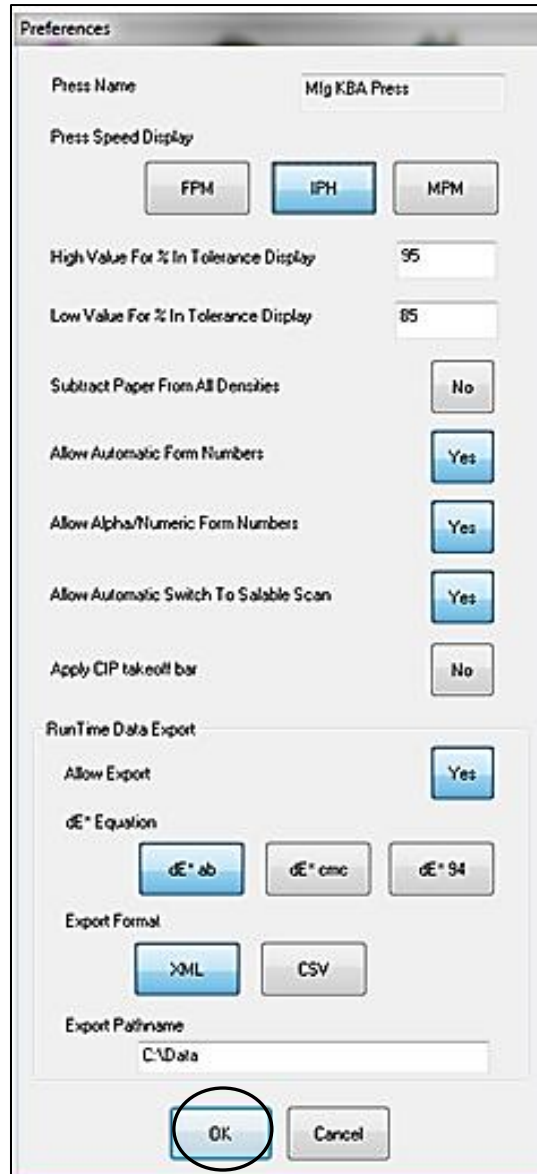 Preferences
Press Name Mfg KBA Press
Press Speed Display
FPM IPH MPM
High Value For % In Tolerance Display 95
Low Value For % In Tolerance Display 85
Subtract Paper From All Densities No
Allow Automatic Form Numbers Yes
Allow Alpha/Numeric Form Numbers Yes
Allow Automatic Switch To Salable Scan Yes
Apply CIP takeoff bar No
RunTime Data Export
Allow Export Yes
dE* Equation
dE* ab dE* cmc dE* 94
Export Format
XML CSV
Export Pathname
C:\Data
OK Cancel